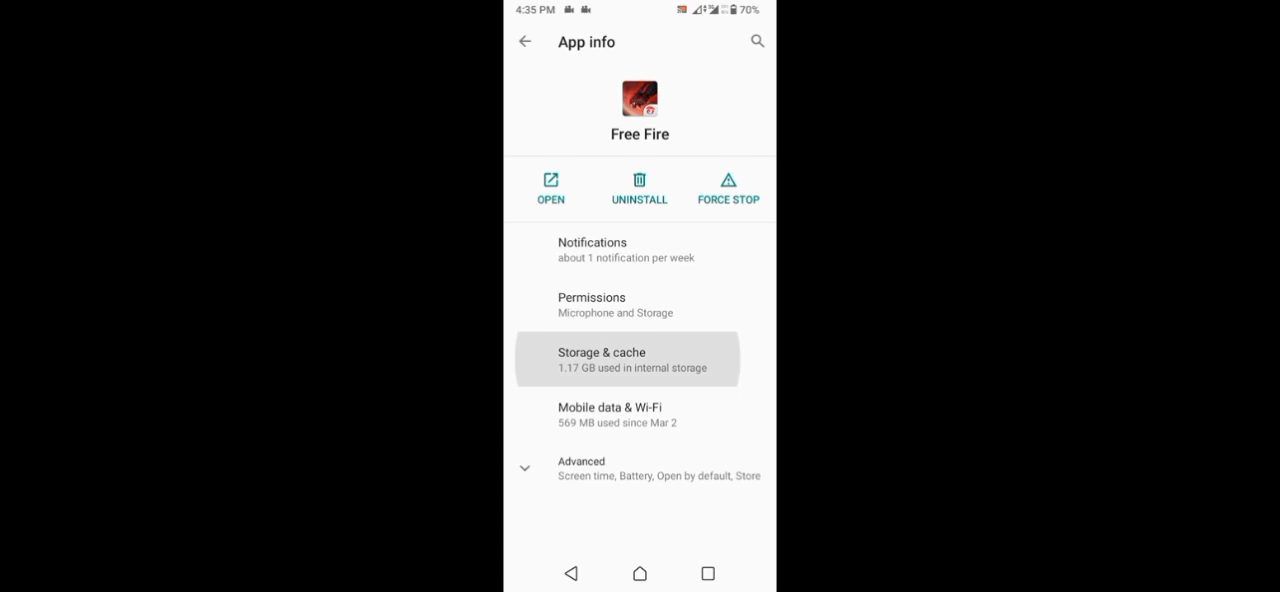 4:35 PM 70%
App info
Free Fire
OPEN UNINSTALL FORCE STOP
Notifications
about 1 notification per week
Permissions
Microphone and Storage
Storage & cache
1.17 GB used in internal storage
Mobile data & Wi-Fi
569 MB used since Mar 2
Advanced
Screen time, Battery, Open by default, Store